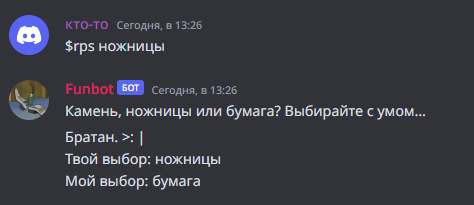 кто-то Сегодня, в 13:26
$rps ножницы
Funbot БОТ Сегодня, в 13:26
Камень, ножницы или бумага? Выбирайте с умом...
Братан. >: |
Твой выбор: ножницы
Мой выбор: бумага